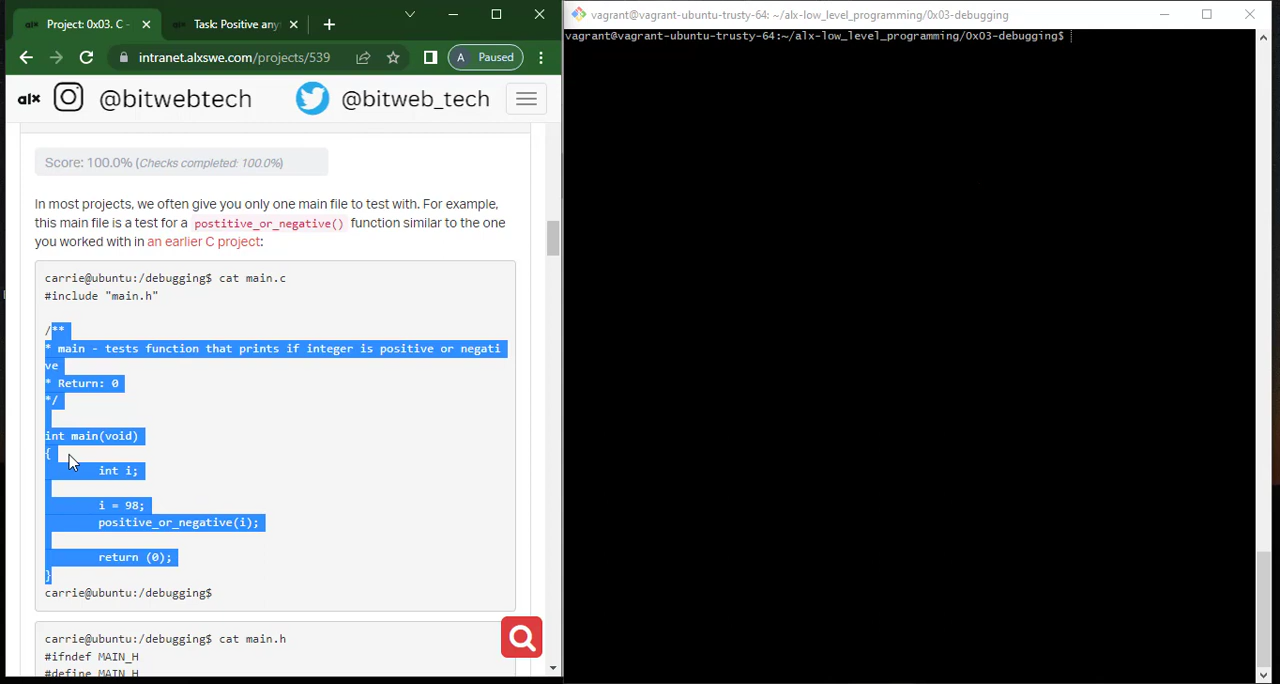 Project: 0x03. C -
Task: Positive any
intranet.alxswe.com/projects/539
A Paused
alx @bitwebtech @bitweb_tech
Score: 100.0% (Checks completed: 100.0%)
In most projects, we often give you only one main file to test with. For example,
this main file is a test for a postitive_or_negative() function similar to the one
you worked with in an earlier C project:
carrie@ubuntu:/debugging$ cat main.c
#include "main.h"
/**
* main - tests function that prints if integer is positive or negati
ve
* Return: 0
*/
int main(void)
{
int i;
i = 98;
positive_or_negative(i);
return (0);
}
carrie@ubuntu:/debugging$
carrie@ubuntu:/debugging$ cat main.h
#ifndef MAIN_H
#define MAIN_H
vagrant@vagrant-ubuntu-trusty-64: ~/alx-low_level_programming/0x03-debugging
vagrant@vagrant-ubuntu-trusty-64:~/alx-low_level_programming/0x03-debugging$